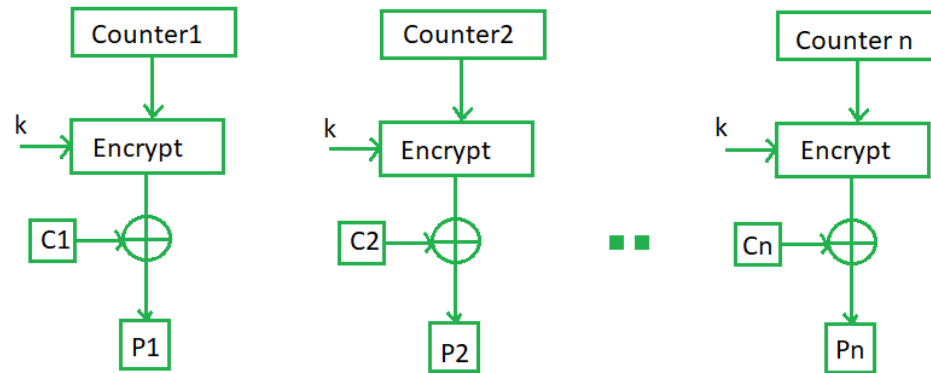 Counter1
Counter2
Counter n
k
Encrypt
k
Encrypt
k
Encrypt
C1
C2
Cn
P1
P2
Pn